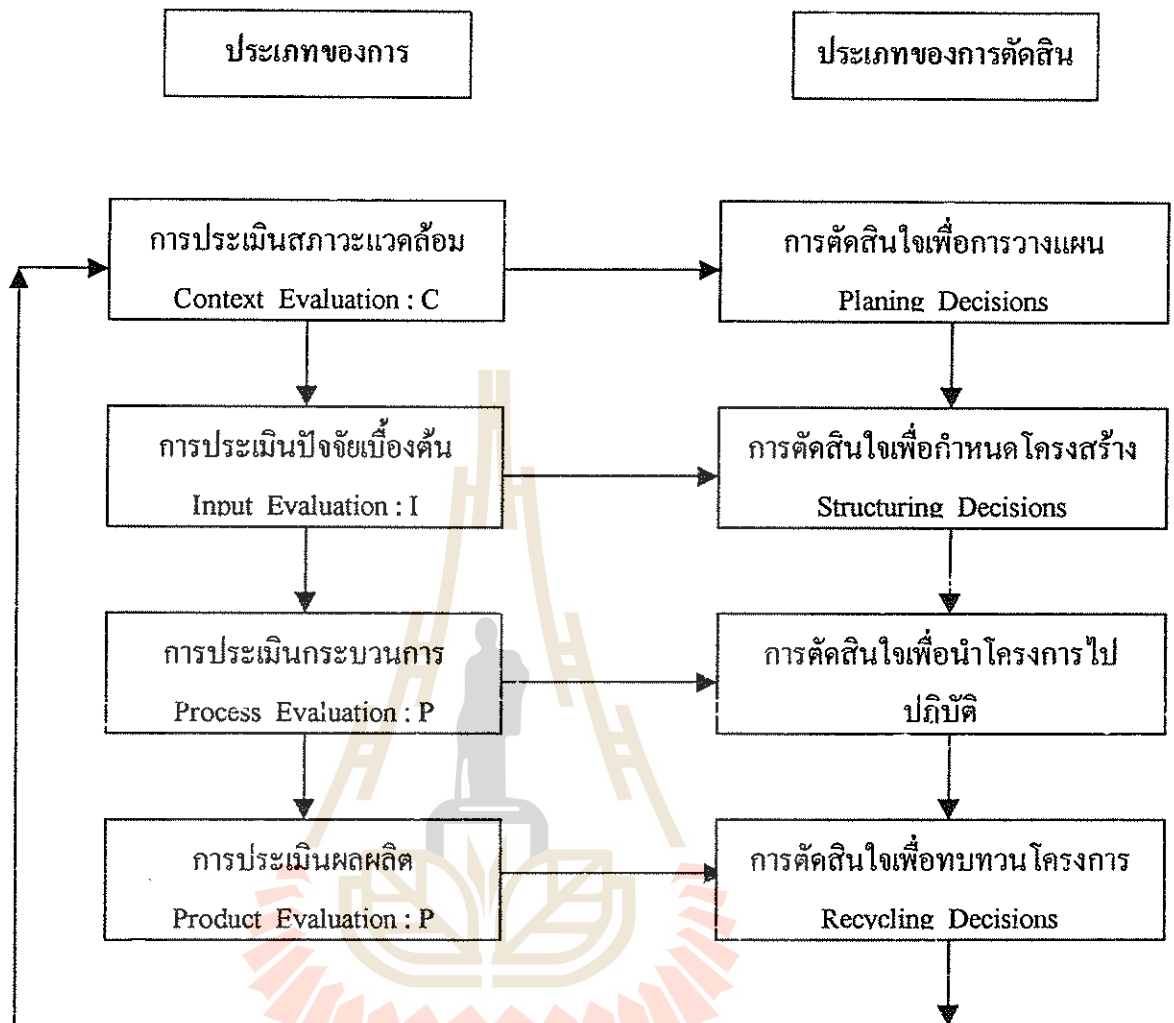 ประเภทของการ
ประเภทของการตัดสิน
การประเมินสภาวะแวดล้อม
Context Evaluation : C
การตัดสินใจเพื่อการวางแผน
Planing Decisions
การประเมินปัจจัยเบื้องต้น
Input Evaluation : I
การตัดสินใจเพื่อกำหนดโครงสร้าง
Structuring Decisions
การประเมินกระบวนการ
Process Evaluation : P
การตัดสินใจเพื่อนำโครงการไป
ปฏิบัติ
การประเมินผลผลิต
Product Evaluation : P
การตัดสินใจเพื่อทบทวนโครงการ
Recycling Decisions